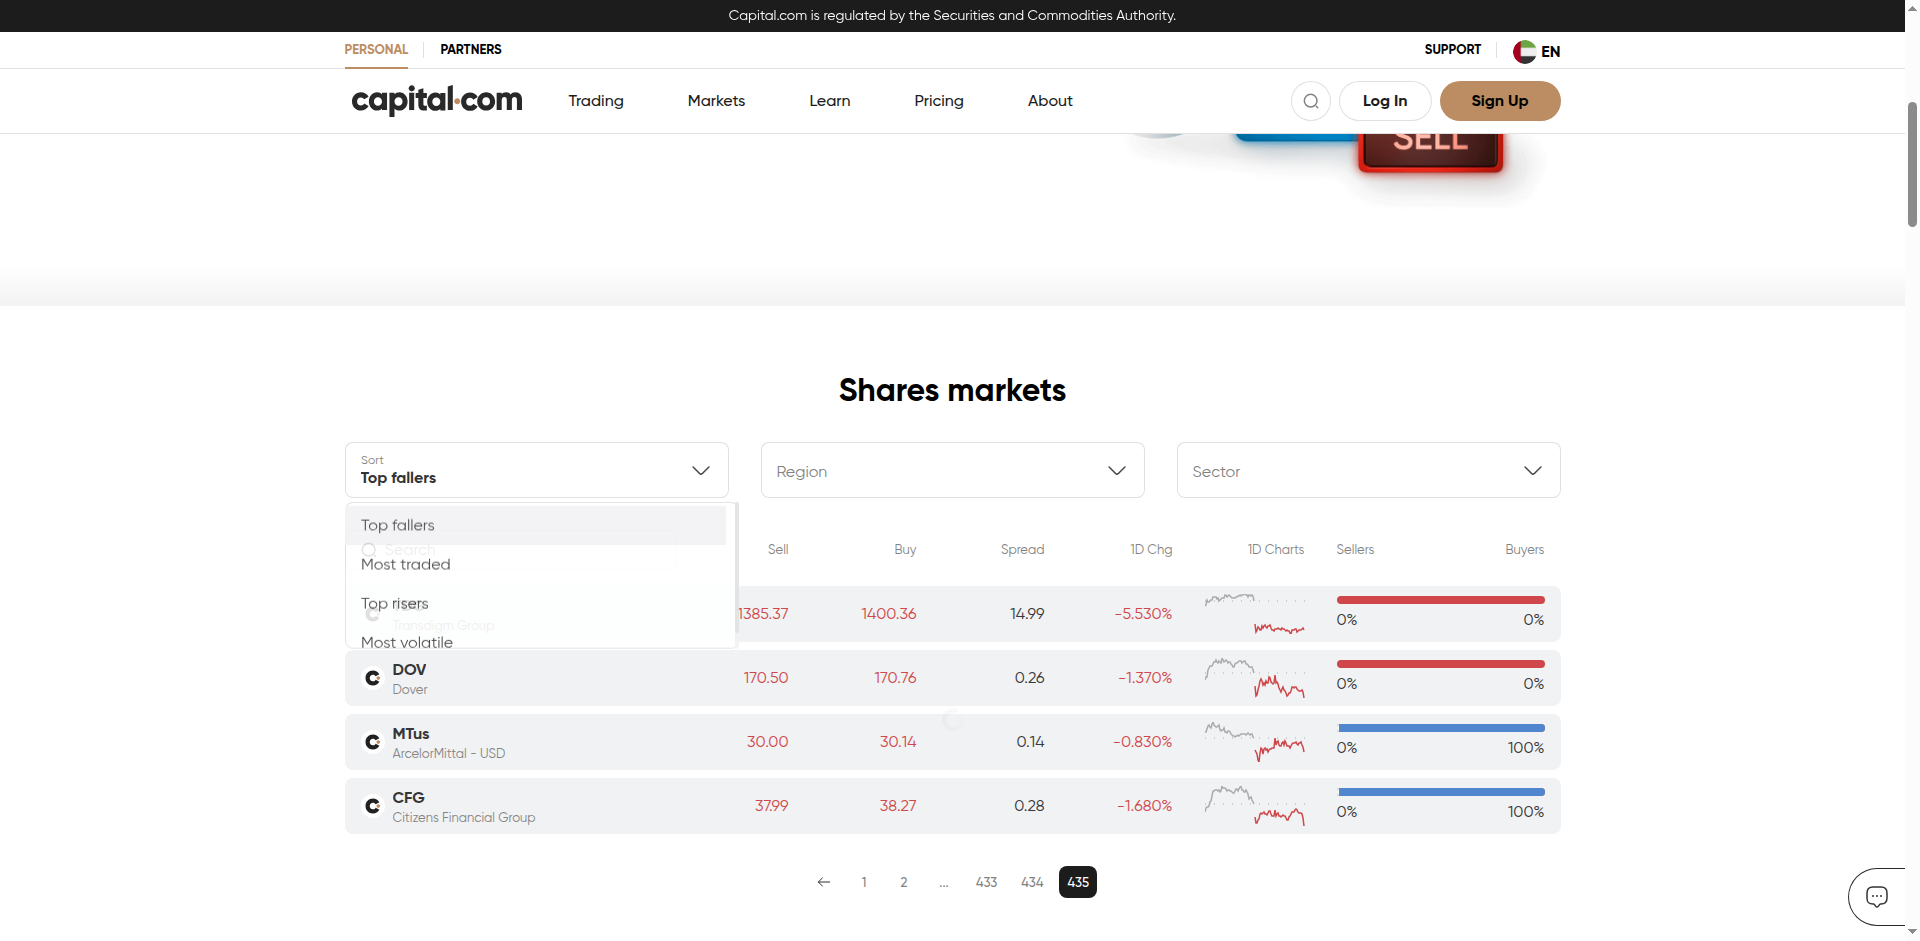 Capital.com is regulated by the Securities and Commodities Authority.
PERSONAL PARTNERS SUPPORT EN
capital.com Trading Markets Learn Pricing About Log In Sign Up
SELL
Shares markets
Sort
Top fallers
Region
Sector
Top fallers
Search
Most traded
Top risers
Most volatile
Sell Buy Spread 1D Chg 1D Charts Sellers Buyers
Transdigm Group
1385.37 1400.36 14.99 -5.530% 0% 0%
DOV
Dover
170.50 170.76 0.26 -1.370% 0% 0%
MTus
ArcelorMittal - USD
30.00 30.14 0.14 -0.830% 0% 100%
CFG
Citizens Financial Group
37.99 38.27 0.28 -1.680% 0% 100%
1 2 ... 433 434 435